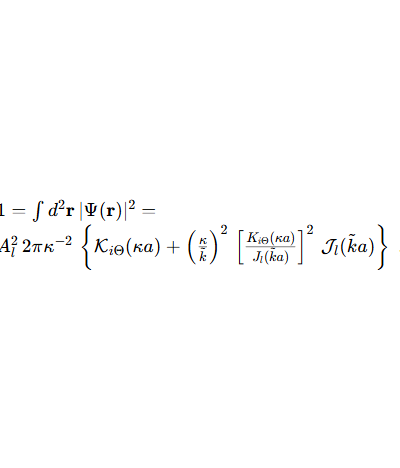 1 = ∫ d²𝐫 |Ψ(𝐫)|² =
A_l² 2πκ⁻² { 𝒦_{iΘ}(κa) + (κ/k̃)² [K_{iΘ}(κa)/J_l(k̃a)]² 𝒥_l(k̃a) }